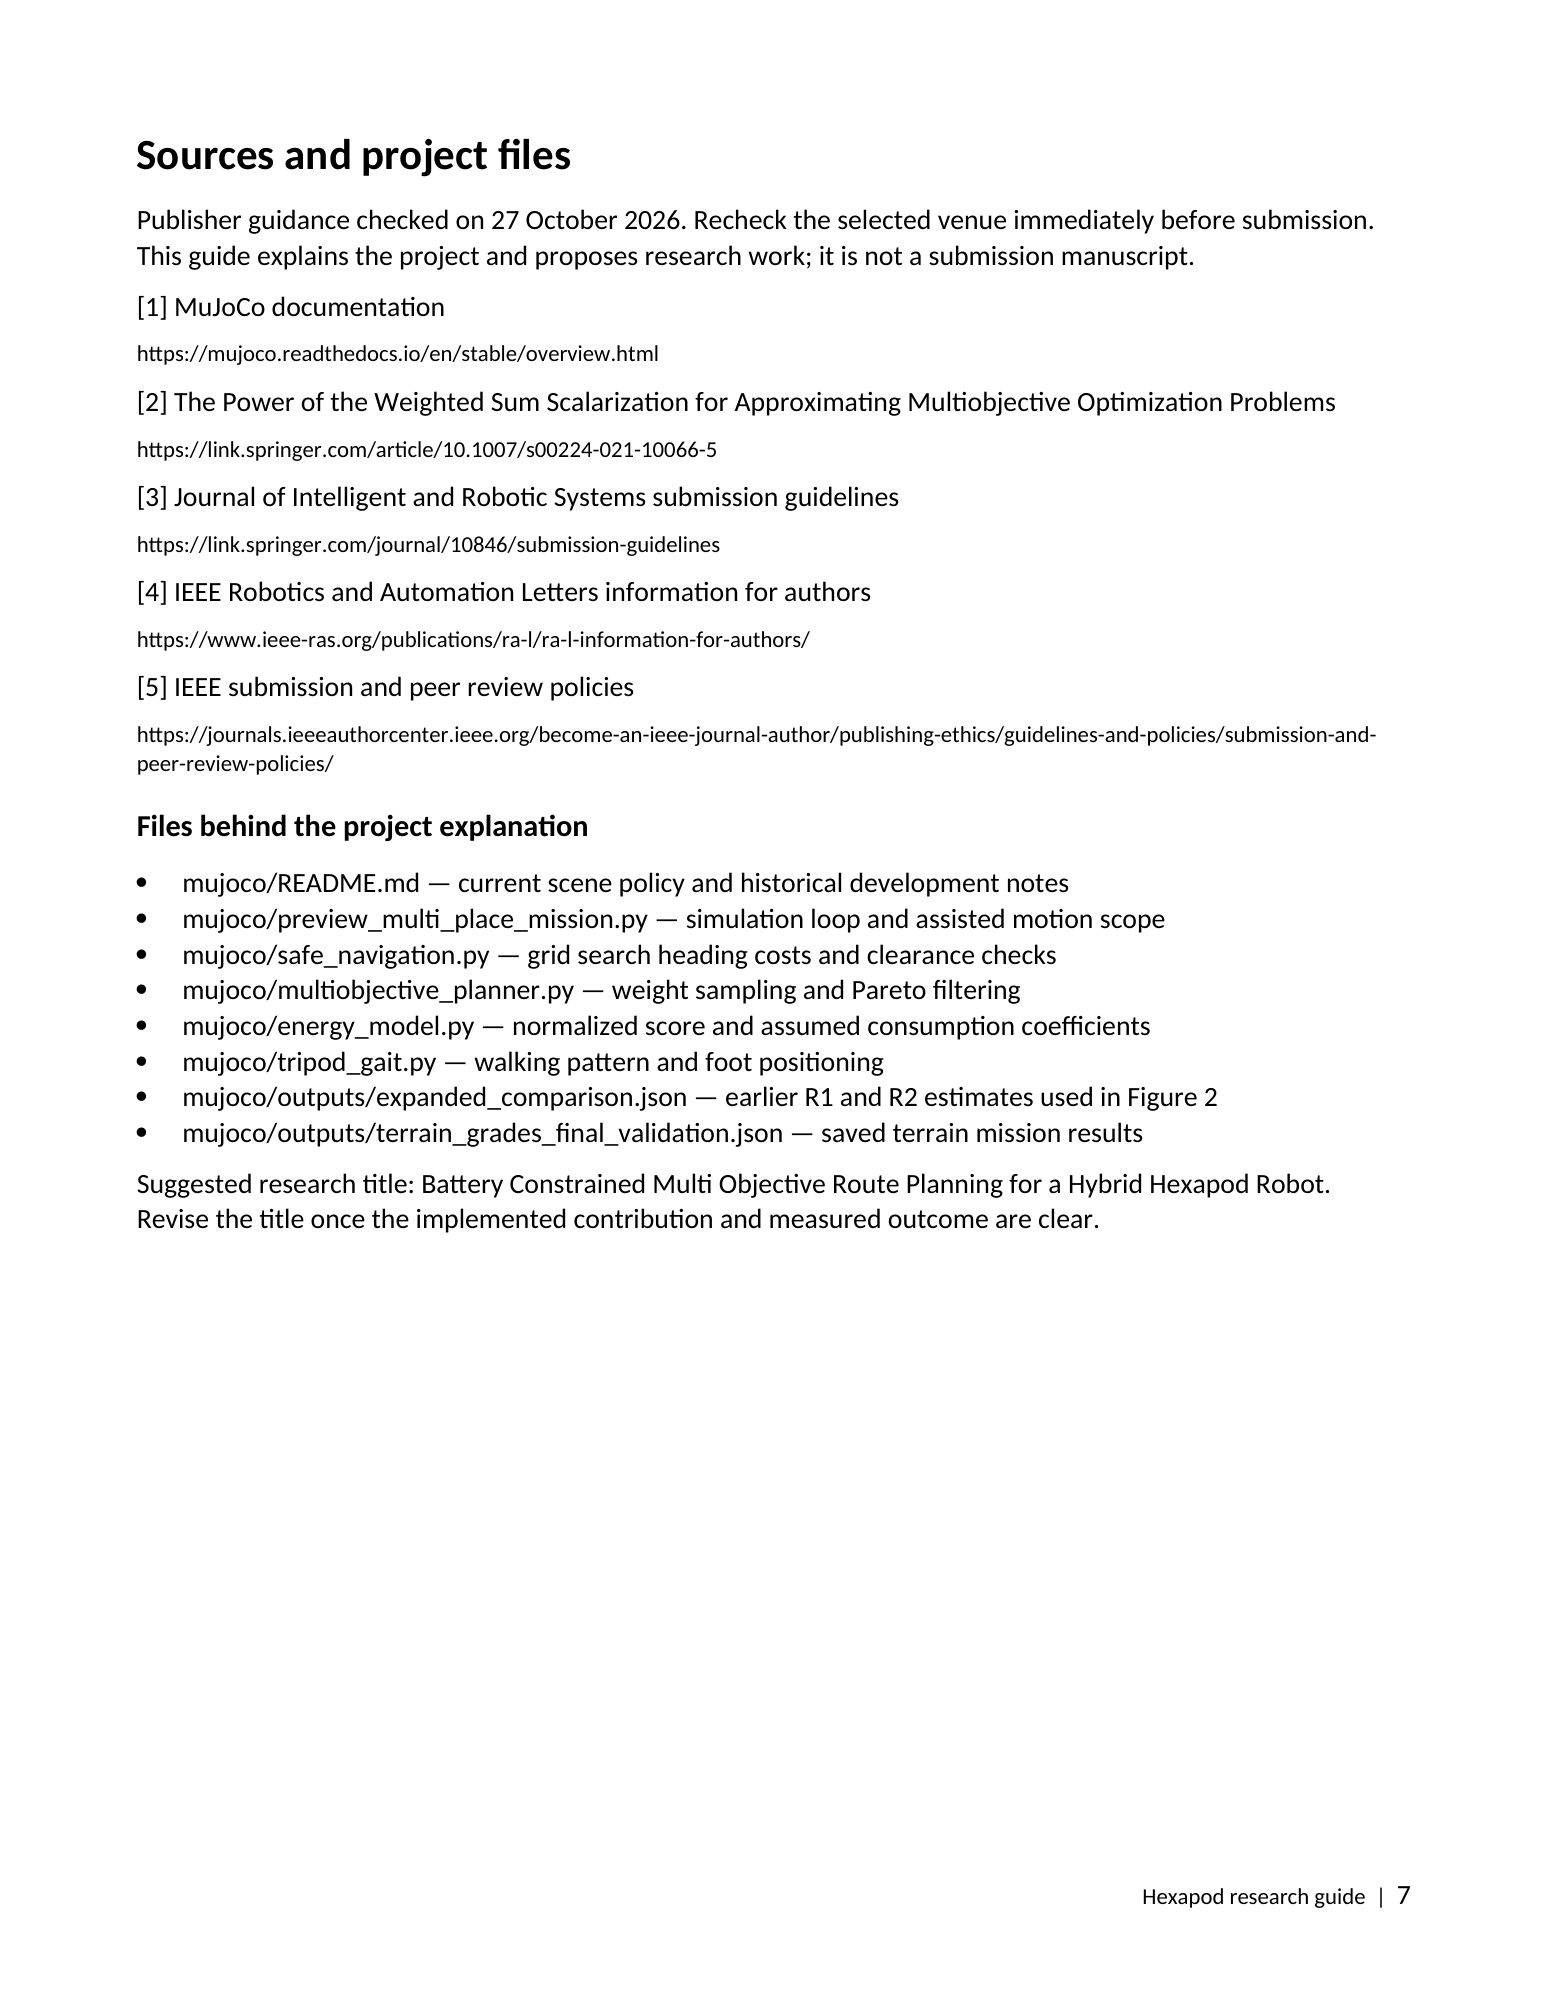 Sources and project files
Publisher guidance checked on 27 October 2026. Recheck the selected venue immediately before submission.
This guide explains the project and proposes research work; it is not a submission manuscript.
[1] MuJoCo documentation
https://mujoco.readthedocs.io/en/stable/overview.html
[2] The Power of the Weighted Sum Scalarization for Approximating Multiobjective Optimization Problems
https://link.springer.com/article/10.1007/s00224-021-10066-5
[3] Journal of Intelligent and Robotic Systems submission guidelines
https://link.springer.com/journal/10846/submission-guidelines
[4] IEEE Robotics and Automation Letters information for authors
https://www.ieee-ras.org/publications/ra-l/ra-l-information-for-authors/
[5] IEEE submission and peer review policies
https://journals.ieeeauthorcenter.ieee.org/become-an-ieee-journal-author/publishing-ethics/guidelines-and-policies/submission-and-
peer-review-policies/
Files behind the project explanation
• mujoco/README.md — current scene policy and historical development notes
• mujoco/preview_multi_place_mission.py — simulation loop and assisted motion scope
• mujoco/safe_navigation.py — grid search heading costs and clearance checks
• mujoco/multiobjective_planner.py — weight sampling and Pareto filtering
• mujoco/energy_model.py — normalized score and assumed consumption coefficients
• mujoco/tripod_gait.py — walking pattern and foot positioning
• mujoco/outputs/expanded_comparison.json — earlier R1 and R2 estimates used in Figure 2
• mujoco/outputs/terrain_grades_final_validation.json — saved terrain mission results
Suggested research title: Battery Constrained Multi Objective Route Planning for a Hybrid Hexapod Robot.
Revise the title once the implemented contribution and measured outcome are clear.
Hexapod research guide | 7